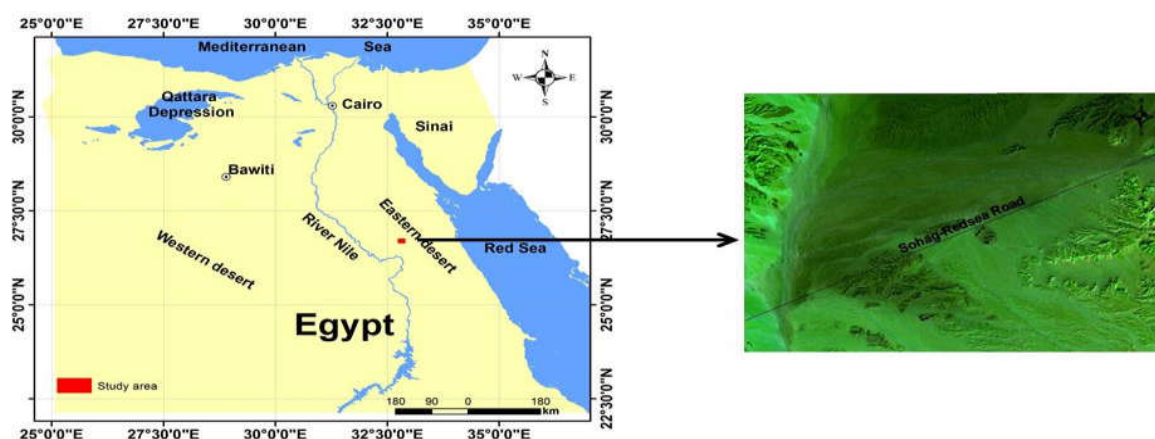 25°0'0"E 27°30'0"E 30°0'0"E 32°30'0"E 35°0'0"E
Mediterranean Sea
N
W E
S
Qattara
Depression
Cairo
Sinai
Bawiti
Western desert
River Nile
Eastern desert
Red Sea
Egypt
Study area
180 90 0 180
km
30°0'0"N
27°30'0"N
25°0'0"N
22°30'0"N
30°0'0"N
27°30'0"N
25°0'0"N
22°30'0"N
25°0'0"E 27°30'0"E 30°0'0"E 32°30'0"E 35°0'0"E
Sohag-Redsea Road